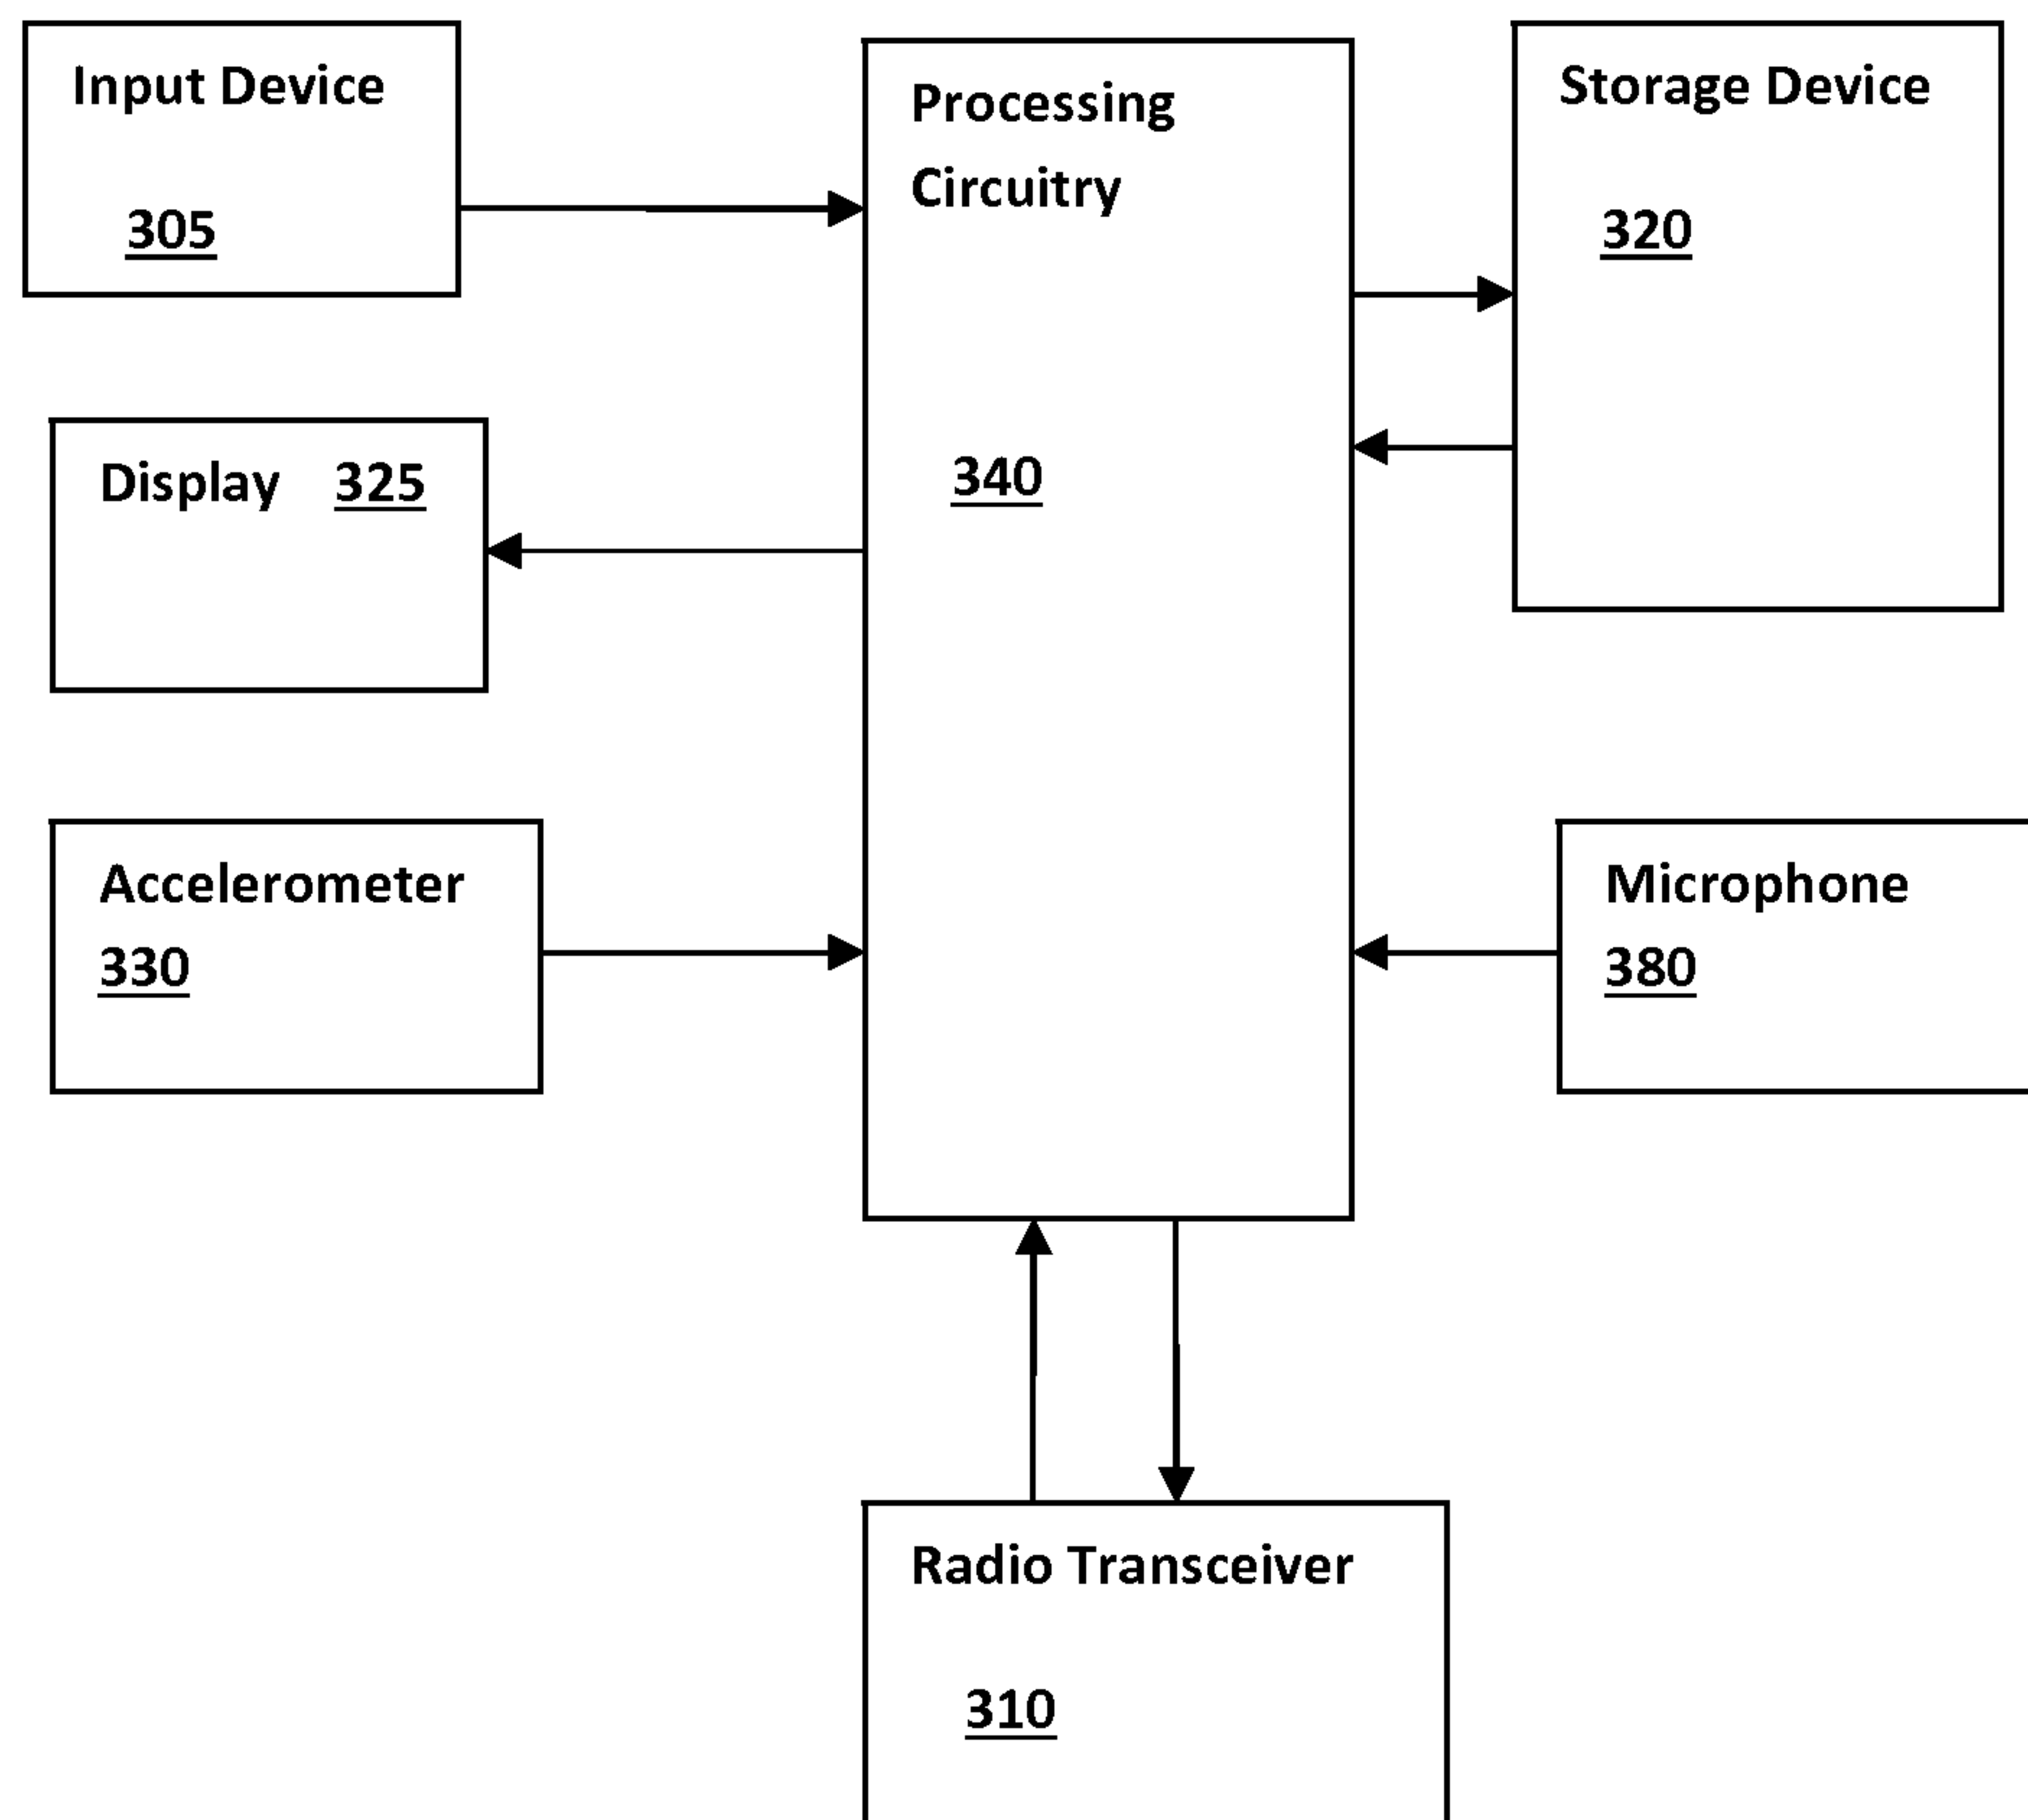 Input Device
305
Processing
Circuitry
340
Storage Device
320
Display 325
Accelerometer
330
Microphone
380
Radio Transceiver
310